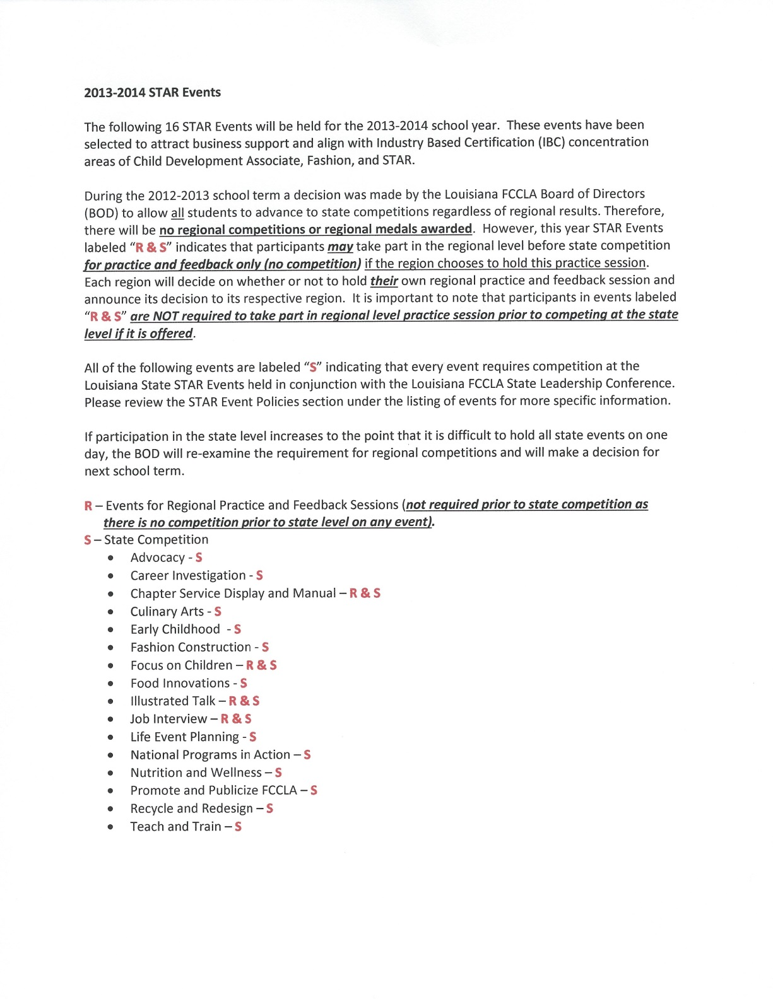 2013-2014 STAR Events
The following 16 STAR Events will be held for the 2013-2014 school year.  These events have been
selected to attract business support and align with Industry Based Certification (IBC) concentration
areas of Child Development Associate, Fashion, and STAR.
During the 2012-2013 school term a decision was made by the Louisiana FCCLA Board of Directors
(BOD) to allow all students to advance to state competitions regardless of regional results. Therefore,
there will be no regional competitions or regional medals awarded.  However, this year STAR Events
labeled “R & S” indicates that participants may take part in the regional level before state competition
for practice and feedback only (no competition) if the region chooses to hold this practice session.
Each region will decide on whether or not to hold their own regional practice and feedback session and
announce its decision to its respective region.  It is important to note that participants in events labeled
“R & S” are NOT required to take part in regional level practice session prior to competing at the state
level if it is offered.
All of the following events are labeled “S” indicating that every event requires competition at the
Louisiana State STAR Events held in conjunction with the Louisiana FCCLA State Leadership Conference.
Please review the STAR Event Policies section under the listing of events for more specific information.
If participation in the state level increases to the point that it is difficult to hold all state events on one
day, the BOD will re-examine the requirement for regional competitions and will make a decision for
next school term.
R – Events for Regional Practice and Feedback Sessions (not required prior to state competition as
there is no competition prior to state level on any event).
S – State Competition
• Advocacy - S
• Career Investigation - S
• Chapter Service Display and Manual – R & S
• Culinary Arts - S
• Early Childhood  - S
• Fashion Construction - S
• Focus on Children – R & S
• Food Innovations - S
• Illustrated Talk – R & S
• Job Interview – R & S
• Life Event Planning - S
• National Programs in Action – S
• Nutrition and Wellness – S
• Promote and Publicize FCCLA – S
• Recycle and Redesign – S
• Teach and Train – S